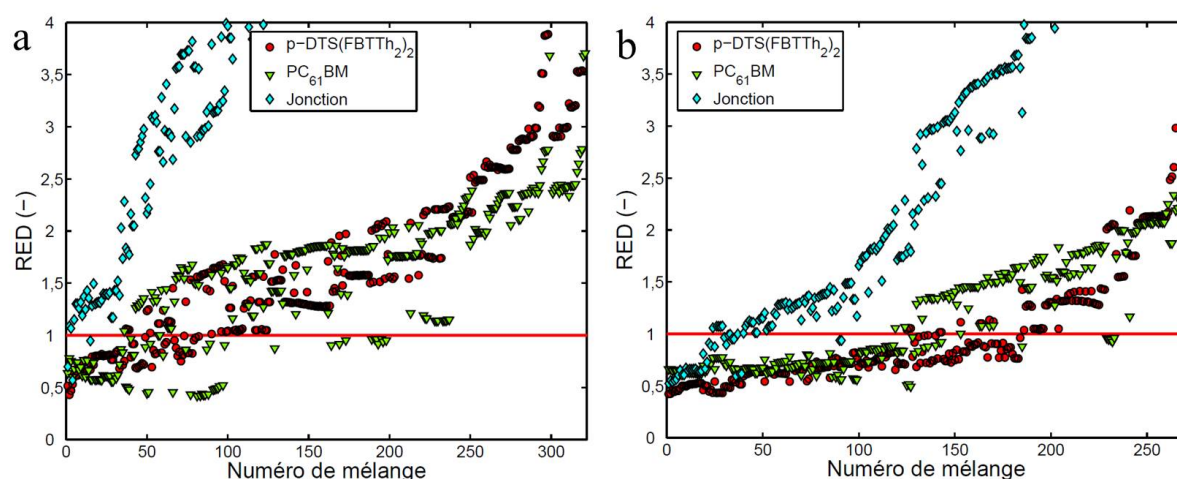 a
4
3,5
3
2,5
2
1,5
1
0,5
0
RED (−)
p−DTS(FBTTh2)2
PC61BM
Jonction
0 50 100 150 200 250 300
Numéro de mélange
b
4
3,5
3
2,5
2
1,5
1
0,5
0
RED (−)
p−DTS(FBTTh2)2
PC61BM
Jonction
0 50 100 150 200 250
Numéro de mélange